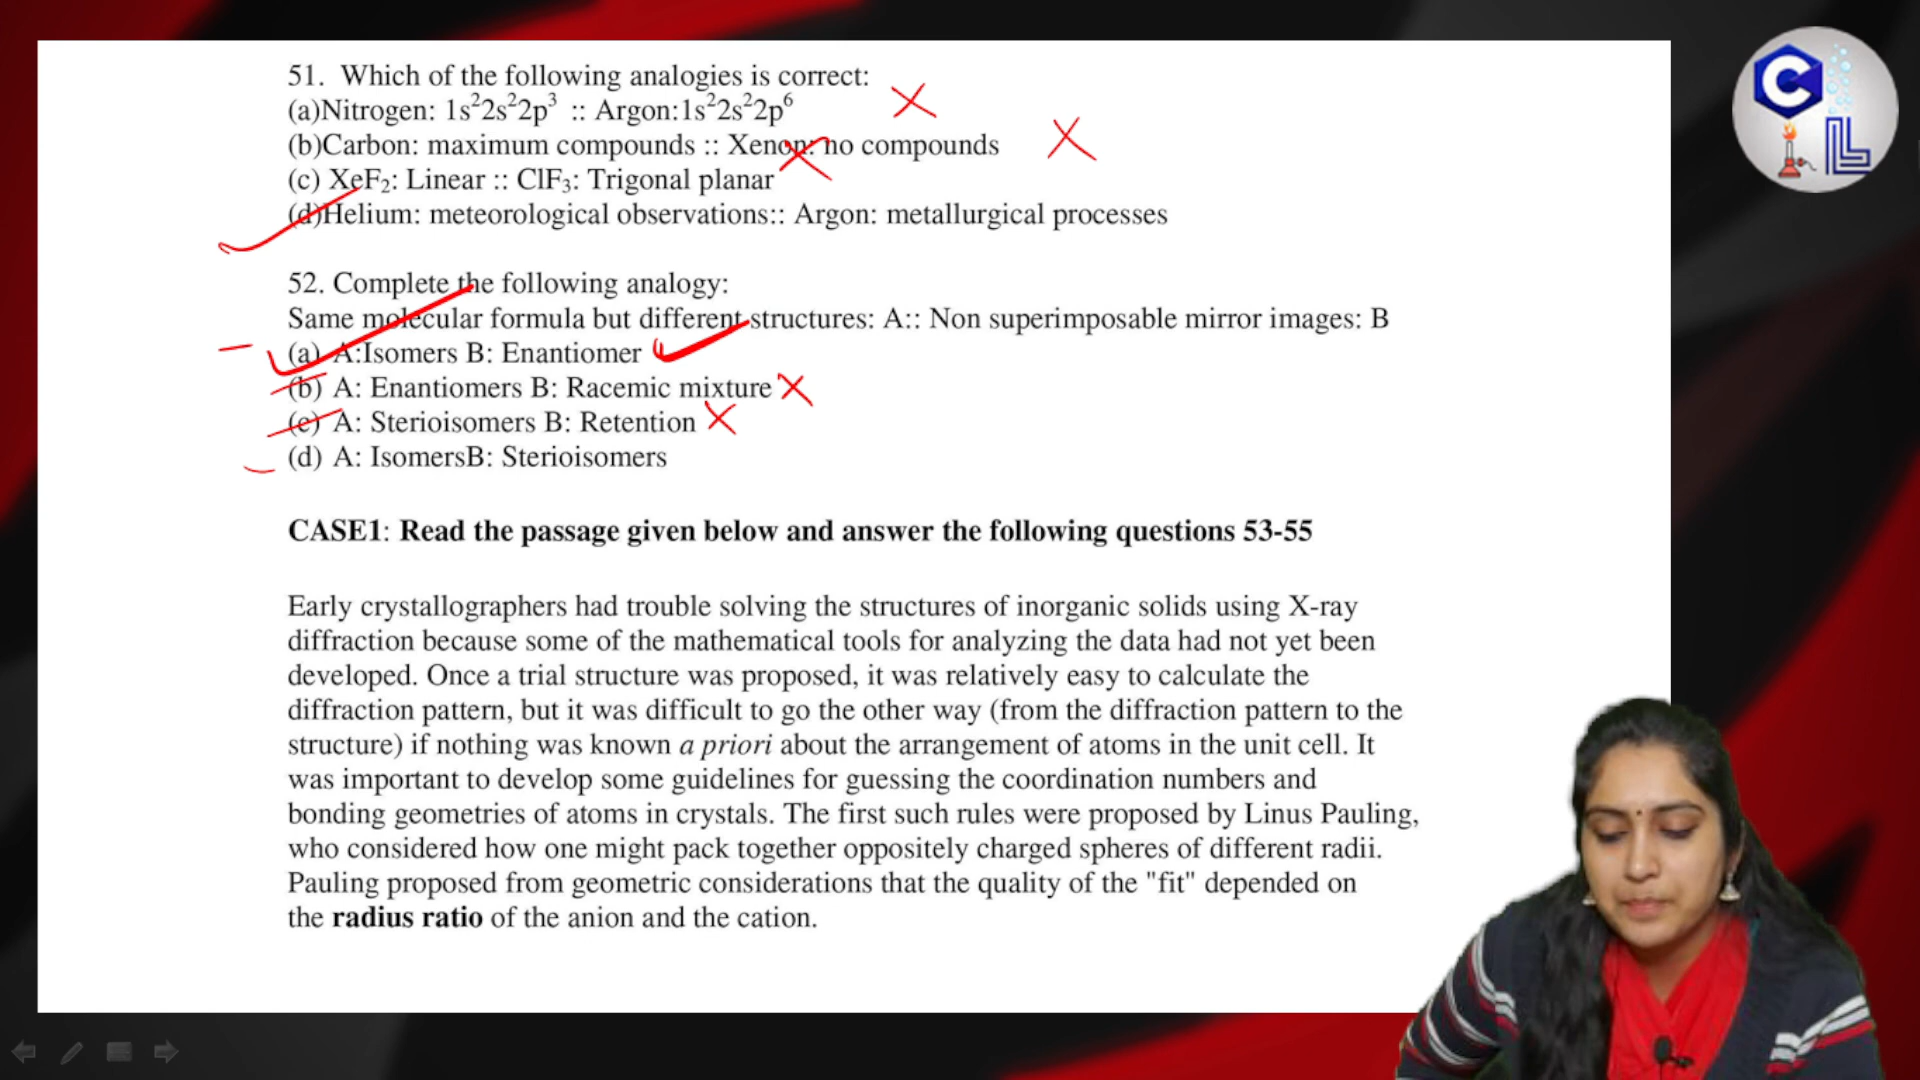 51. Which of the following analogies is correct:
(a)Nitrogen: 1s²2s²2p³ :: Argon:1s²2s²2p⁶
(b)Carbon: maximum compounds :: Xenon: no compounds
(c) XeF₂: Linear :: ClF₃: Trigonal planar
(d)Helium: meteorological observations:: Argon: metallurgical processes
52. Complete the following analogy:
Same molecular formula but different structures: A:: Non superimposable mirror images: B
(a) A:Isomers B: Enantiomer
(b) A: Enantiomers B: Racemic mixture
(c) A: Sterioisomers B: Retention
(d) A: IsomersB: Sterioisomers
CASE1: Read the passage given below and answer the following questions 53-55
Early crystallographers had trouble solving the structures of inorganic solids using X-ray
diffraction because some of the mathematical tools for analyzing the data had not yet been
developed. Once a trial structure was proposed, it was relatively easy to calculate the
diffraction pattern, but it was difficult to go the other way (from the diffraction pattern to the
structure) if nothing was known a priori about the arrangement of atoms in the unit cell. It
was important to develop some guidelines for guessing the coordination numbers and
bonding geometries of atoms in crystals. The first such rules were proposed by Linus Pauling,
who considered how one might pack together oppositely charged spheres of different radii.
Pauling proposed from geometric considerations that the quality of the "fit" depended on
the radius ratio of the anion and the cation.
C
L